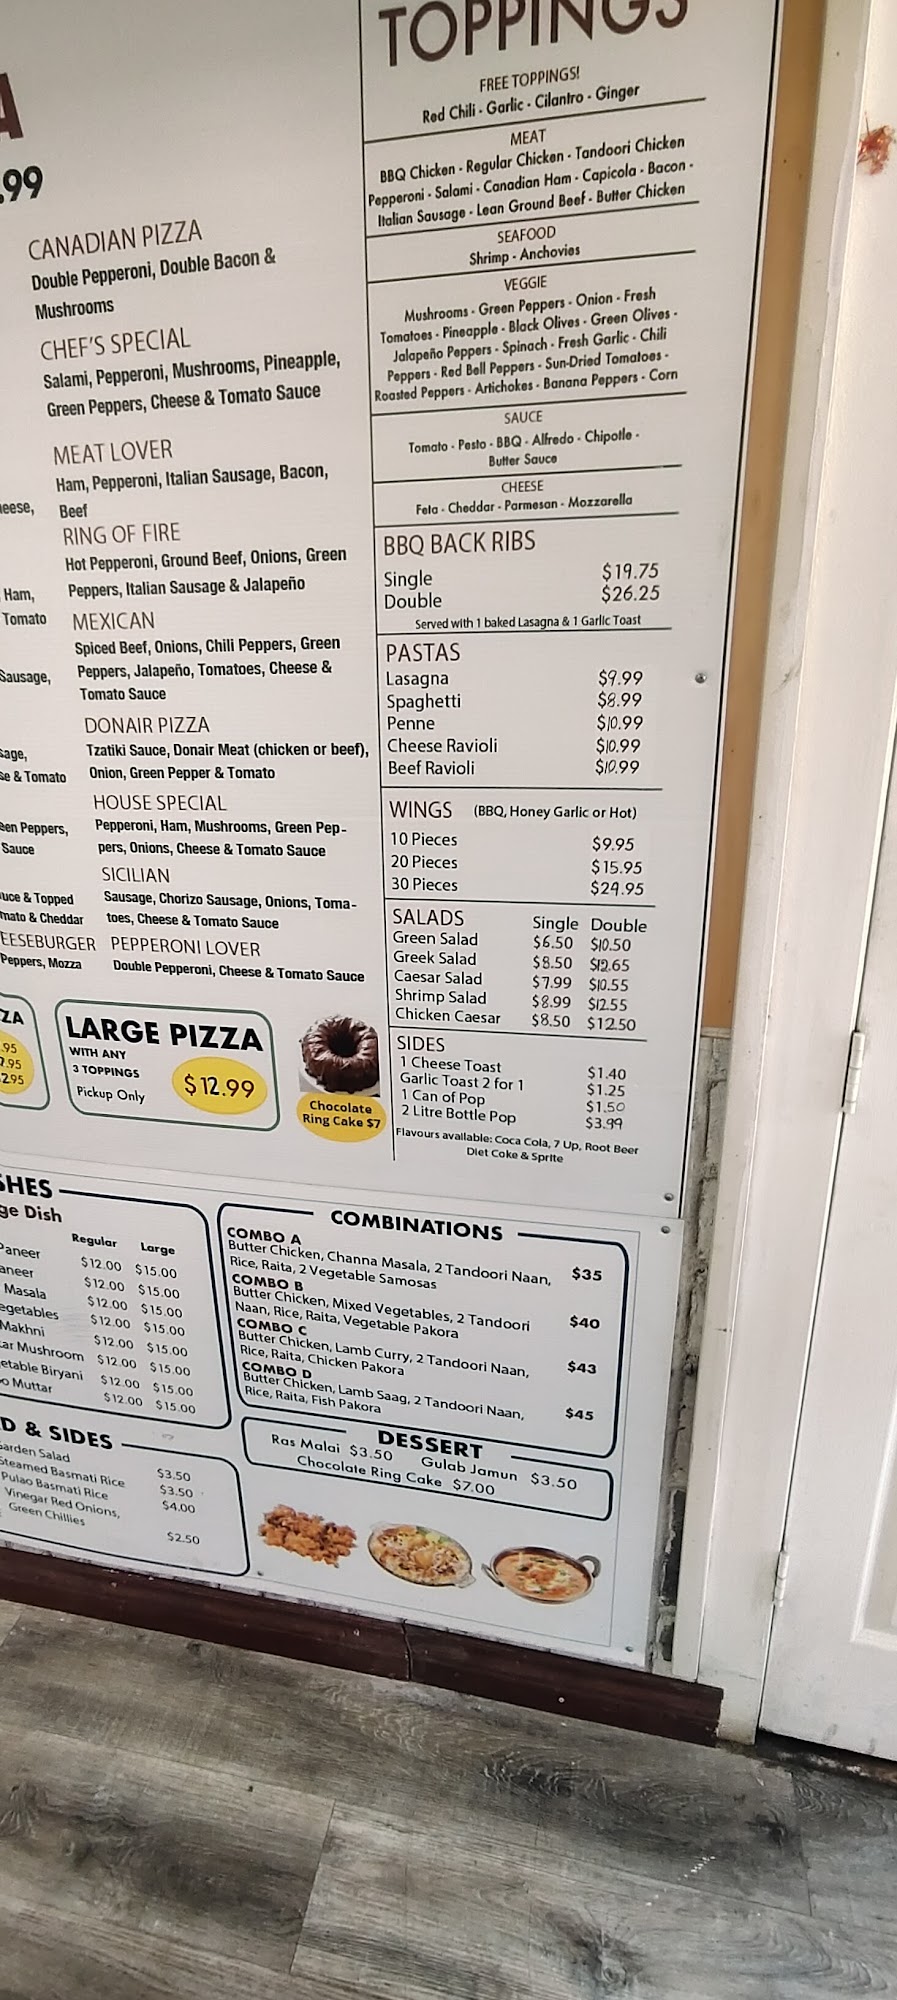 A
.99
CANADIAN PIZZA
Double Pepperoni, Double Bacon &
Mushrooms
CHEF'S SPECIAL
Salami, Pepperoni, Mushrooms, Pineapple,
Green Peppers, Cheese & Tomato Sauce
MEAT LOVER
Ham, Pepperoni, Italian Sausage, Bacon,
Beef
RING OF FIRE
Hot Pepperoni, Ground Beef, Onions, Green
Peppers, Italian Sausage & Jalapeño
Ham,
Tomato
MEXICAN
Spiced Beef, Onions, Chili Peppers, Green
Peppers, Jalapeño, Tomatoes, Cheese &
Tomato Sauce
Sausage,
DONAIR PIZZA
Tzatiki Sauce, Donair Meat (chicken or beef),
Onion, Green Pepper & Tomato
& Tomato
HOUSE SPECIAL
Pepperoni, Ham, Mushrooms, Green Pep-
pers, Onions, Cheese & Tomato Sauce
Peppers,
Sauce
SICILIAN
Sausage, Chorizo Sausage, Onions, Toma-
toes, Cheese & Tomato Sauce
& Topped
& Cheddar
PEPPERONI LOVER
Double Pepperoni, Cheese & Tomato Sauce
Peppers, Mozza
LARGE PIZZA
WITH ANY
3 TOPPINGS
Pickup Only
$12.99
Chocolate
Ring Cake $7
TOPPINGS
FREE TOPPINGS!
Red Chili - Garlic - Cilantro - Ginger
MEAT
BBQ Chicken - Regular Chicken - Tandoori Chicken
Pepperoni - Salami - Canadian Ham - Capicola - Bacon -
Italian Sausage - Lean Ground Beef - Butter Chicken
SEAFOOD
Shrimp - Anchovies
VEGGIE
Mushrooms - Green Peppers - Onion - Fresh
Tomatoes - Pineapple - Black Olives - Green Olives -
Jalapeño Peppers - Spinach - Fresh Garlic - Chili
Peppers - Red Bell Peppers - Sun-Dried Tomatoes -
Roasted Peppers - Artichokes - Banana Peppers - Corn
SAUCE
Tomato - Pesto - BBQ - Alfredo - Chipotle -
Butter Sauce
CHEESE
Feta - Cheddar - Parmesan - Mozzarella
BBQ BACK RIBS
Single $19.75
Double $26.25
Served with 1 baked Lasagna & 1 Garlic Toast
PASTAS
Lasagna $9.99
Spaghetti $8.99
Penne $10.99
Cheese Ravioli $10.99
Beef Ravioli $10.99
WINGS (BBQ, Honey Garlic or Hot)
10 Pieces $9.95
20 Pieces $15.95
30 Pieces $24.95
SALADS Single Double
Green Salad $6.50 $10.50
Greek Salad $8.50 $12.65
Caesar Salad $7.99 $10.55
Shrimp Salad $8.99 $12.55
Chicken Caesar $8.50 $12.50
SIDES
1 Cheese Toast $1.40
Garlic Toast 2 for 1 $1.25
1 Can of Pop $1.50
2 Litre Bottle Pop $3.99
Flavours available: Coca Cola, 7 Up, Root Beer
Diet Coke & Sprite
Dish
Regular Large
$12.00 $15.00
$12.00 $15.00
Masala $12.00 $15.00
$12.00 $15.00
Makhni $12.00 $15.00
Mushroom $12.00 $15.00
Biryani $12.00 $15.00
Muttar $12.00 $15.00
& SIDES
Garden Salad $3.50
Steamed Basmati Rice $3.50
Pulao Basmati Rice $4.00
Vinegar Red Onions,
Green Chillies $2.50
COMBINATIONS
COMBO A
Butter Chicken, Channa Masala, 2 Tandoori Naan, $35
Rice, Raita, 2 Vegetable Samosas
COMBO B
Butter Chicken, Mixed Vegetables, 2 Tandoori $40
Naan, Rice, Raita, Vegetable Pakora
COMBO C
Butter Chicken, Lamb Curry, 2 Tandoori Naan, $43
Rice, Raita, Chicken Pakora
COMBO D
Butter Chicken, Lamb Saag, 2 Tandoori Naan, $45
Rice, Raita, Fish Pakora
DESSERT
Ras Malai $3.50 Gulab Jamun $3.50
Chocolate Ring Cake $7.00